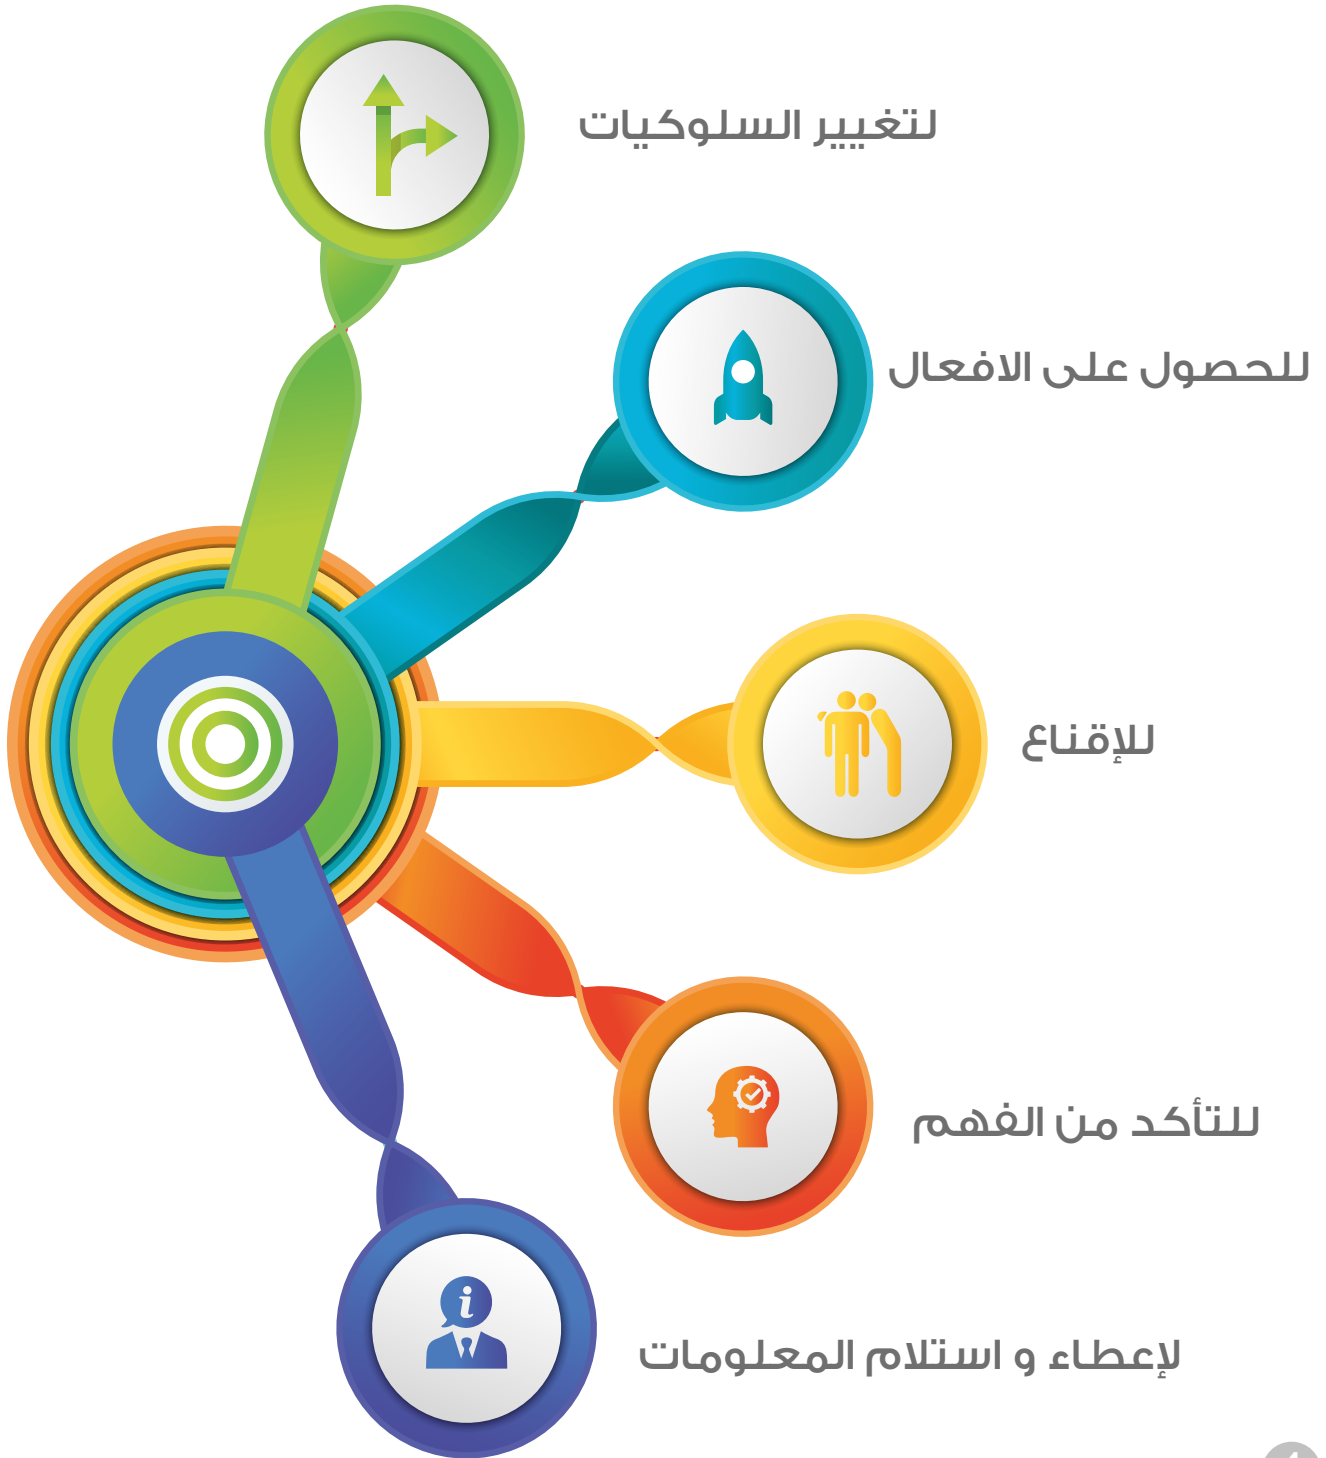 لتغيير السلوكيات
للحصول على الافعال
للإقناع
للتأكد من الفهم
لإعطاء و استلام المعلومات